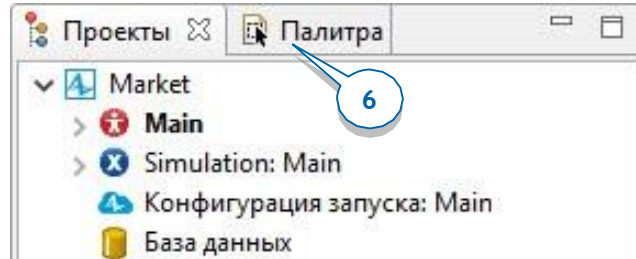 Проекты Палитра
Market
6
Main
Simulation: Main
Конфигурация запуска: Main
База данных